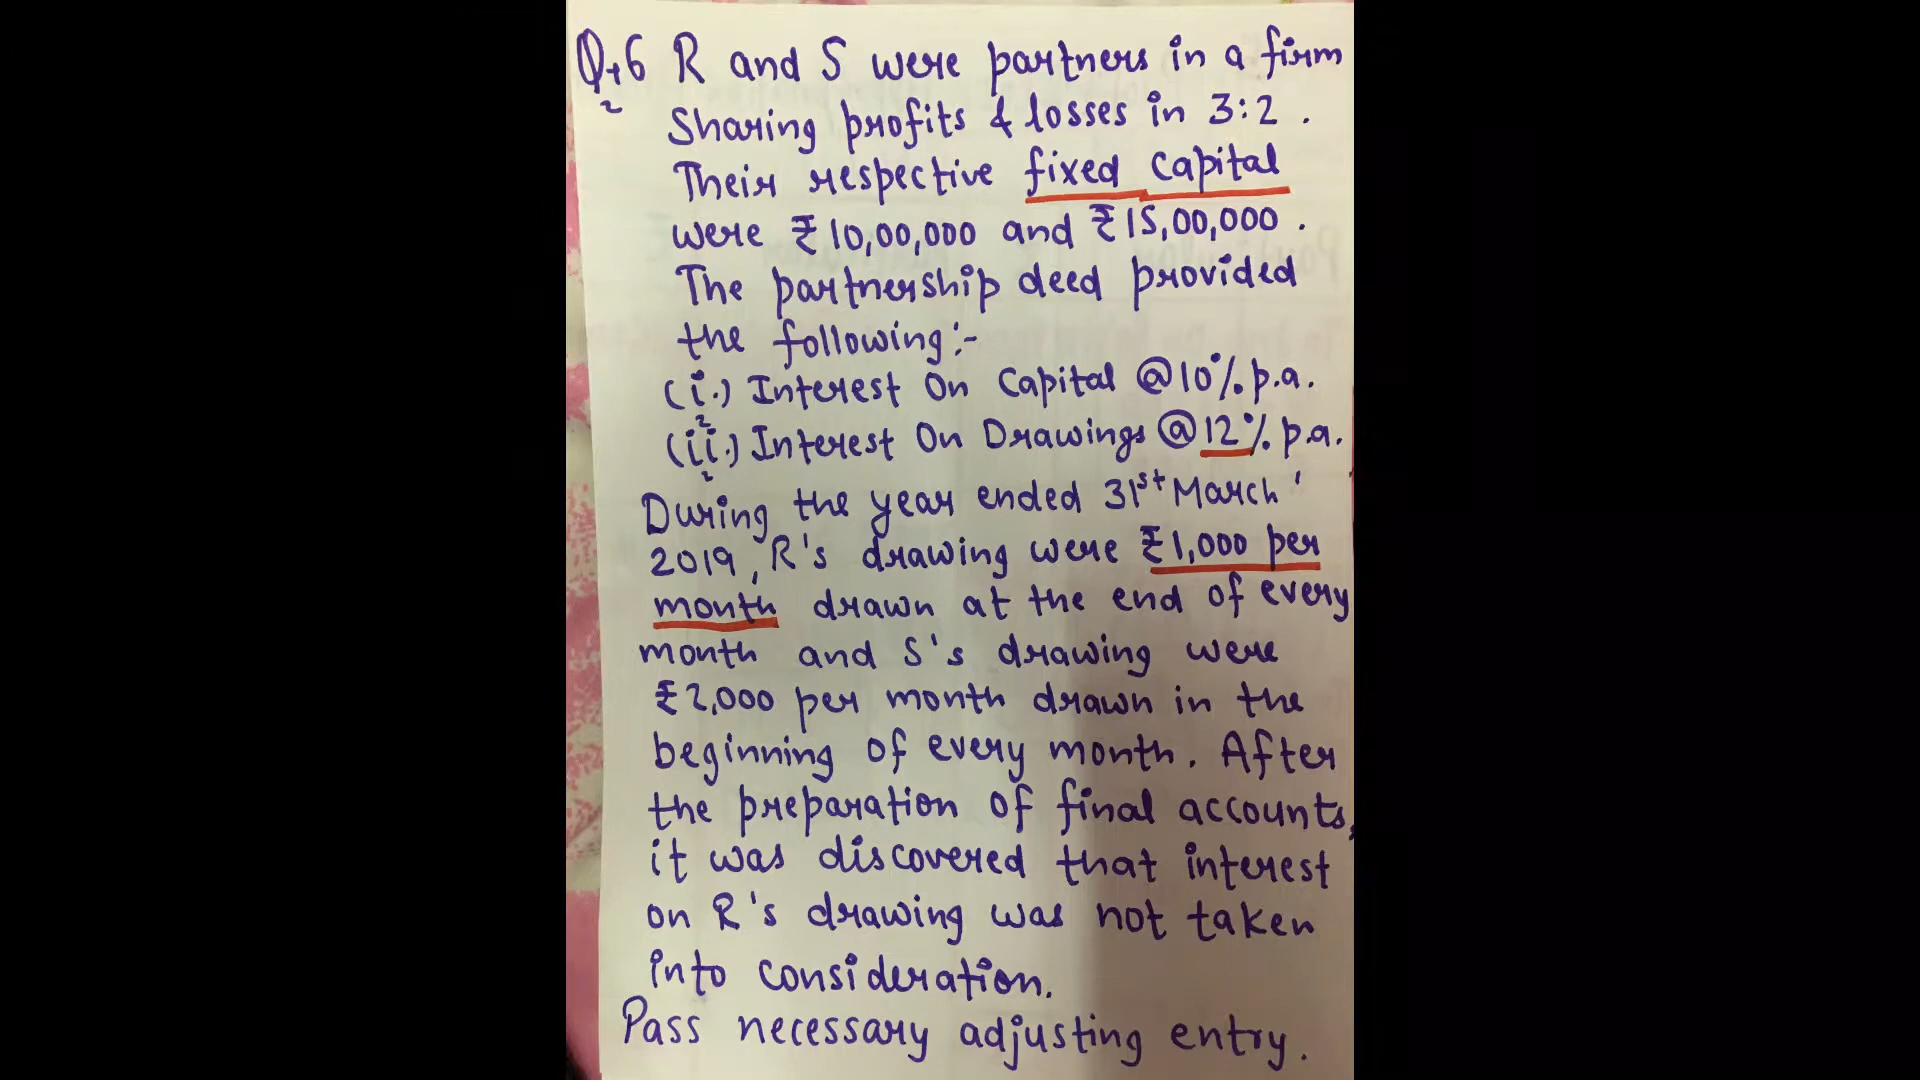 Q.6 R and S were partners in a firm
Sharing profits & losses in 3:2.
Their respective fixed capital
were ₹10,00,000 and ₹15,00,000.
The partnership deed provided
the following:-
(i.) Interest On Capital @10% p.a.
(ii.) Interest On Drawings @12% p.a.
During the year ended 31st March'
2019, R's drawing were ₹1,000 per
month drawn at the end of every
month and S's drawing were
₹2,000 per month drawn in the
beginning of every month. After
the preparation of final accounts,
it was discovered that interest
on R's drawing was not taken
into consideration.
Pass necessary adjusting entry.